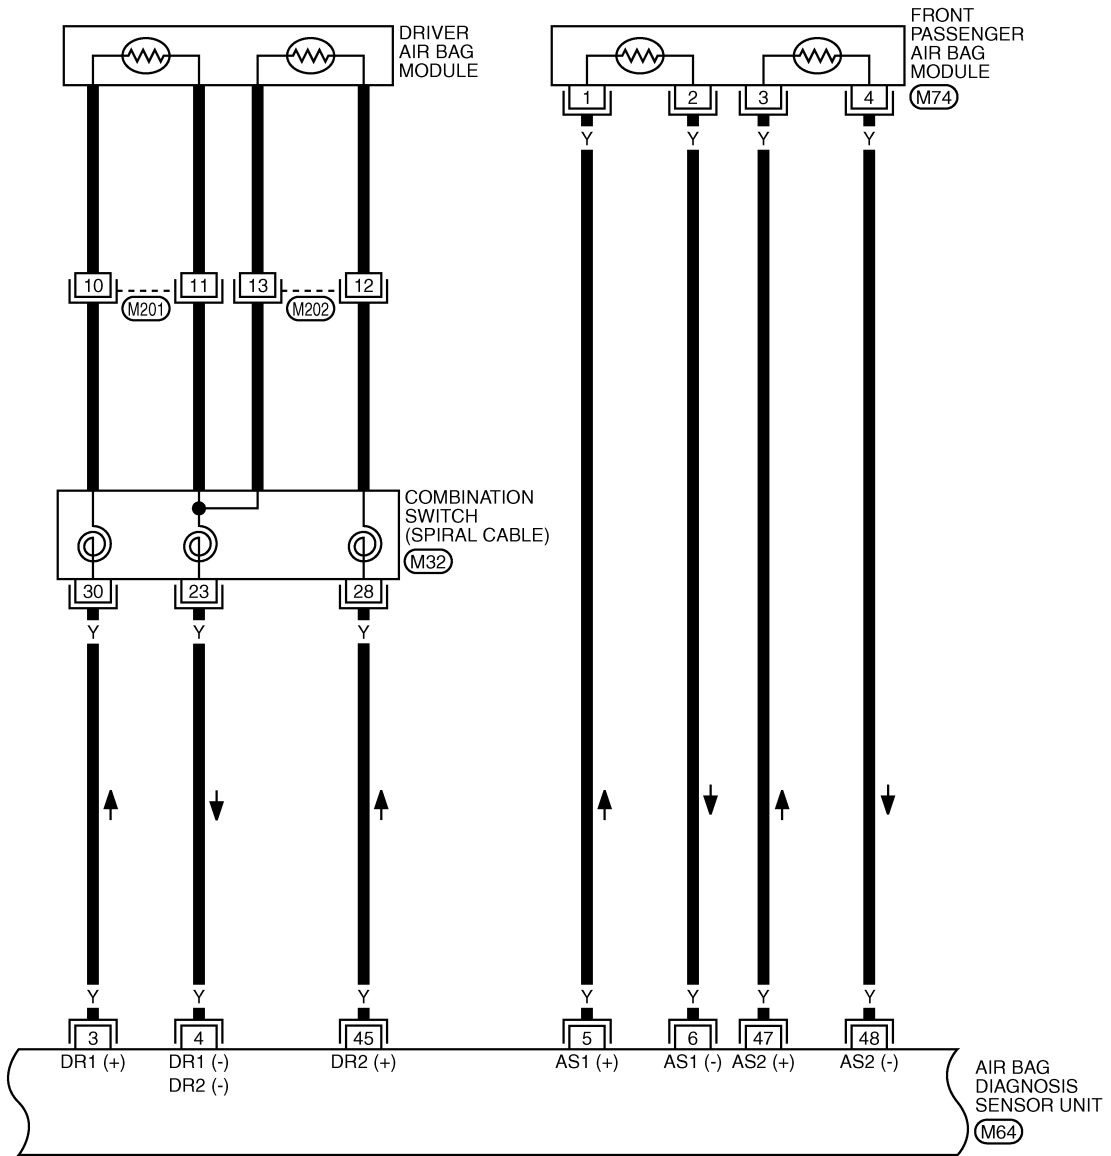 DRIVER
AIR BAG
MODULE
FRONT
PASSENGER
AIR BAG
MODULE
M74
1 2 3 4
Y Y Y Y
10 11 13 12
M201 M202
COMBINATION
SWITCH
(SPIRAL CABLE)
M32
30 23 28
Y Y Y
Y Y Y Y Y Y Y
3 4 45 5 6 47 48
DR1 (+) DR1 (-) DR2 (+) AS1 (+) AS1 (-) AS2 (+) AS2 (-)
DR2 (-)
AIR BAG
DIAGNOSIS
SENSOR UNIT
M64